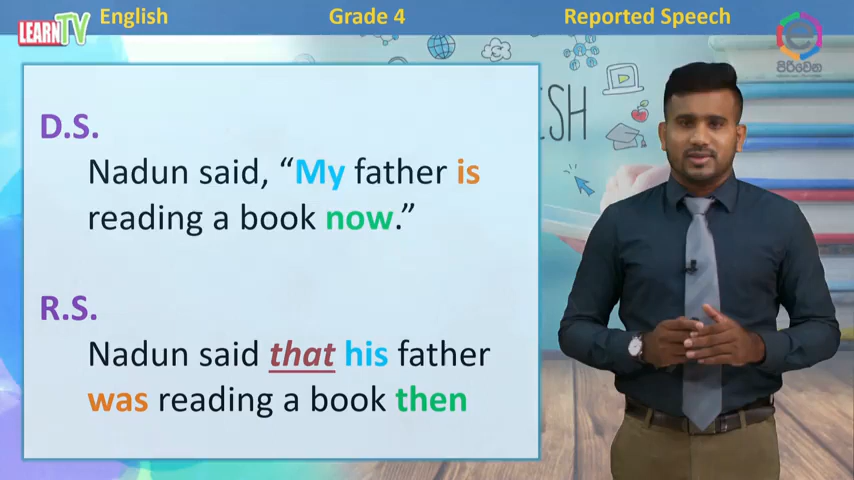 English Grade 4 Reported Speech
LEARN TV
පිරිවෙන
ISH
D.S.
Nadun said, “My father is
reading a book now.”
R.S.
Nadun said that his father
was reading a book then